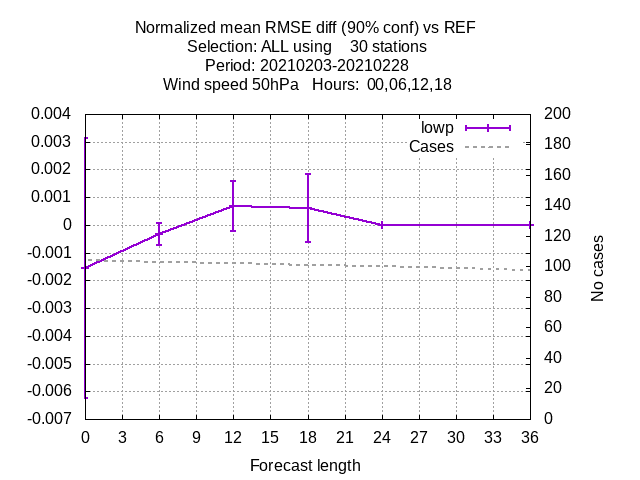 Normalized mean RMSE diff (90% conf) vs REF
Selection: ALL using 30 stations
Period: 20210203-20210228
Wind speed 50hPa Hours: 00,06,12,18
lowp
Cases
0.004
0.003
0.002
0.001
0
-0.001
-0.002
-0.003
-0.004
-0.005
-0.006
-0.007
200
180
160
140
120
100
80
60
40
20
0
No cases
0 3 6 9 12 15 18 21 24 27 30 33 36
Forecast length